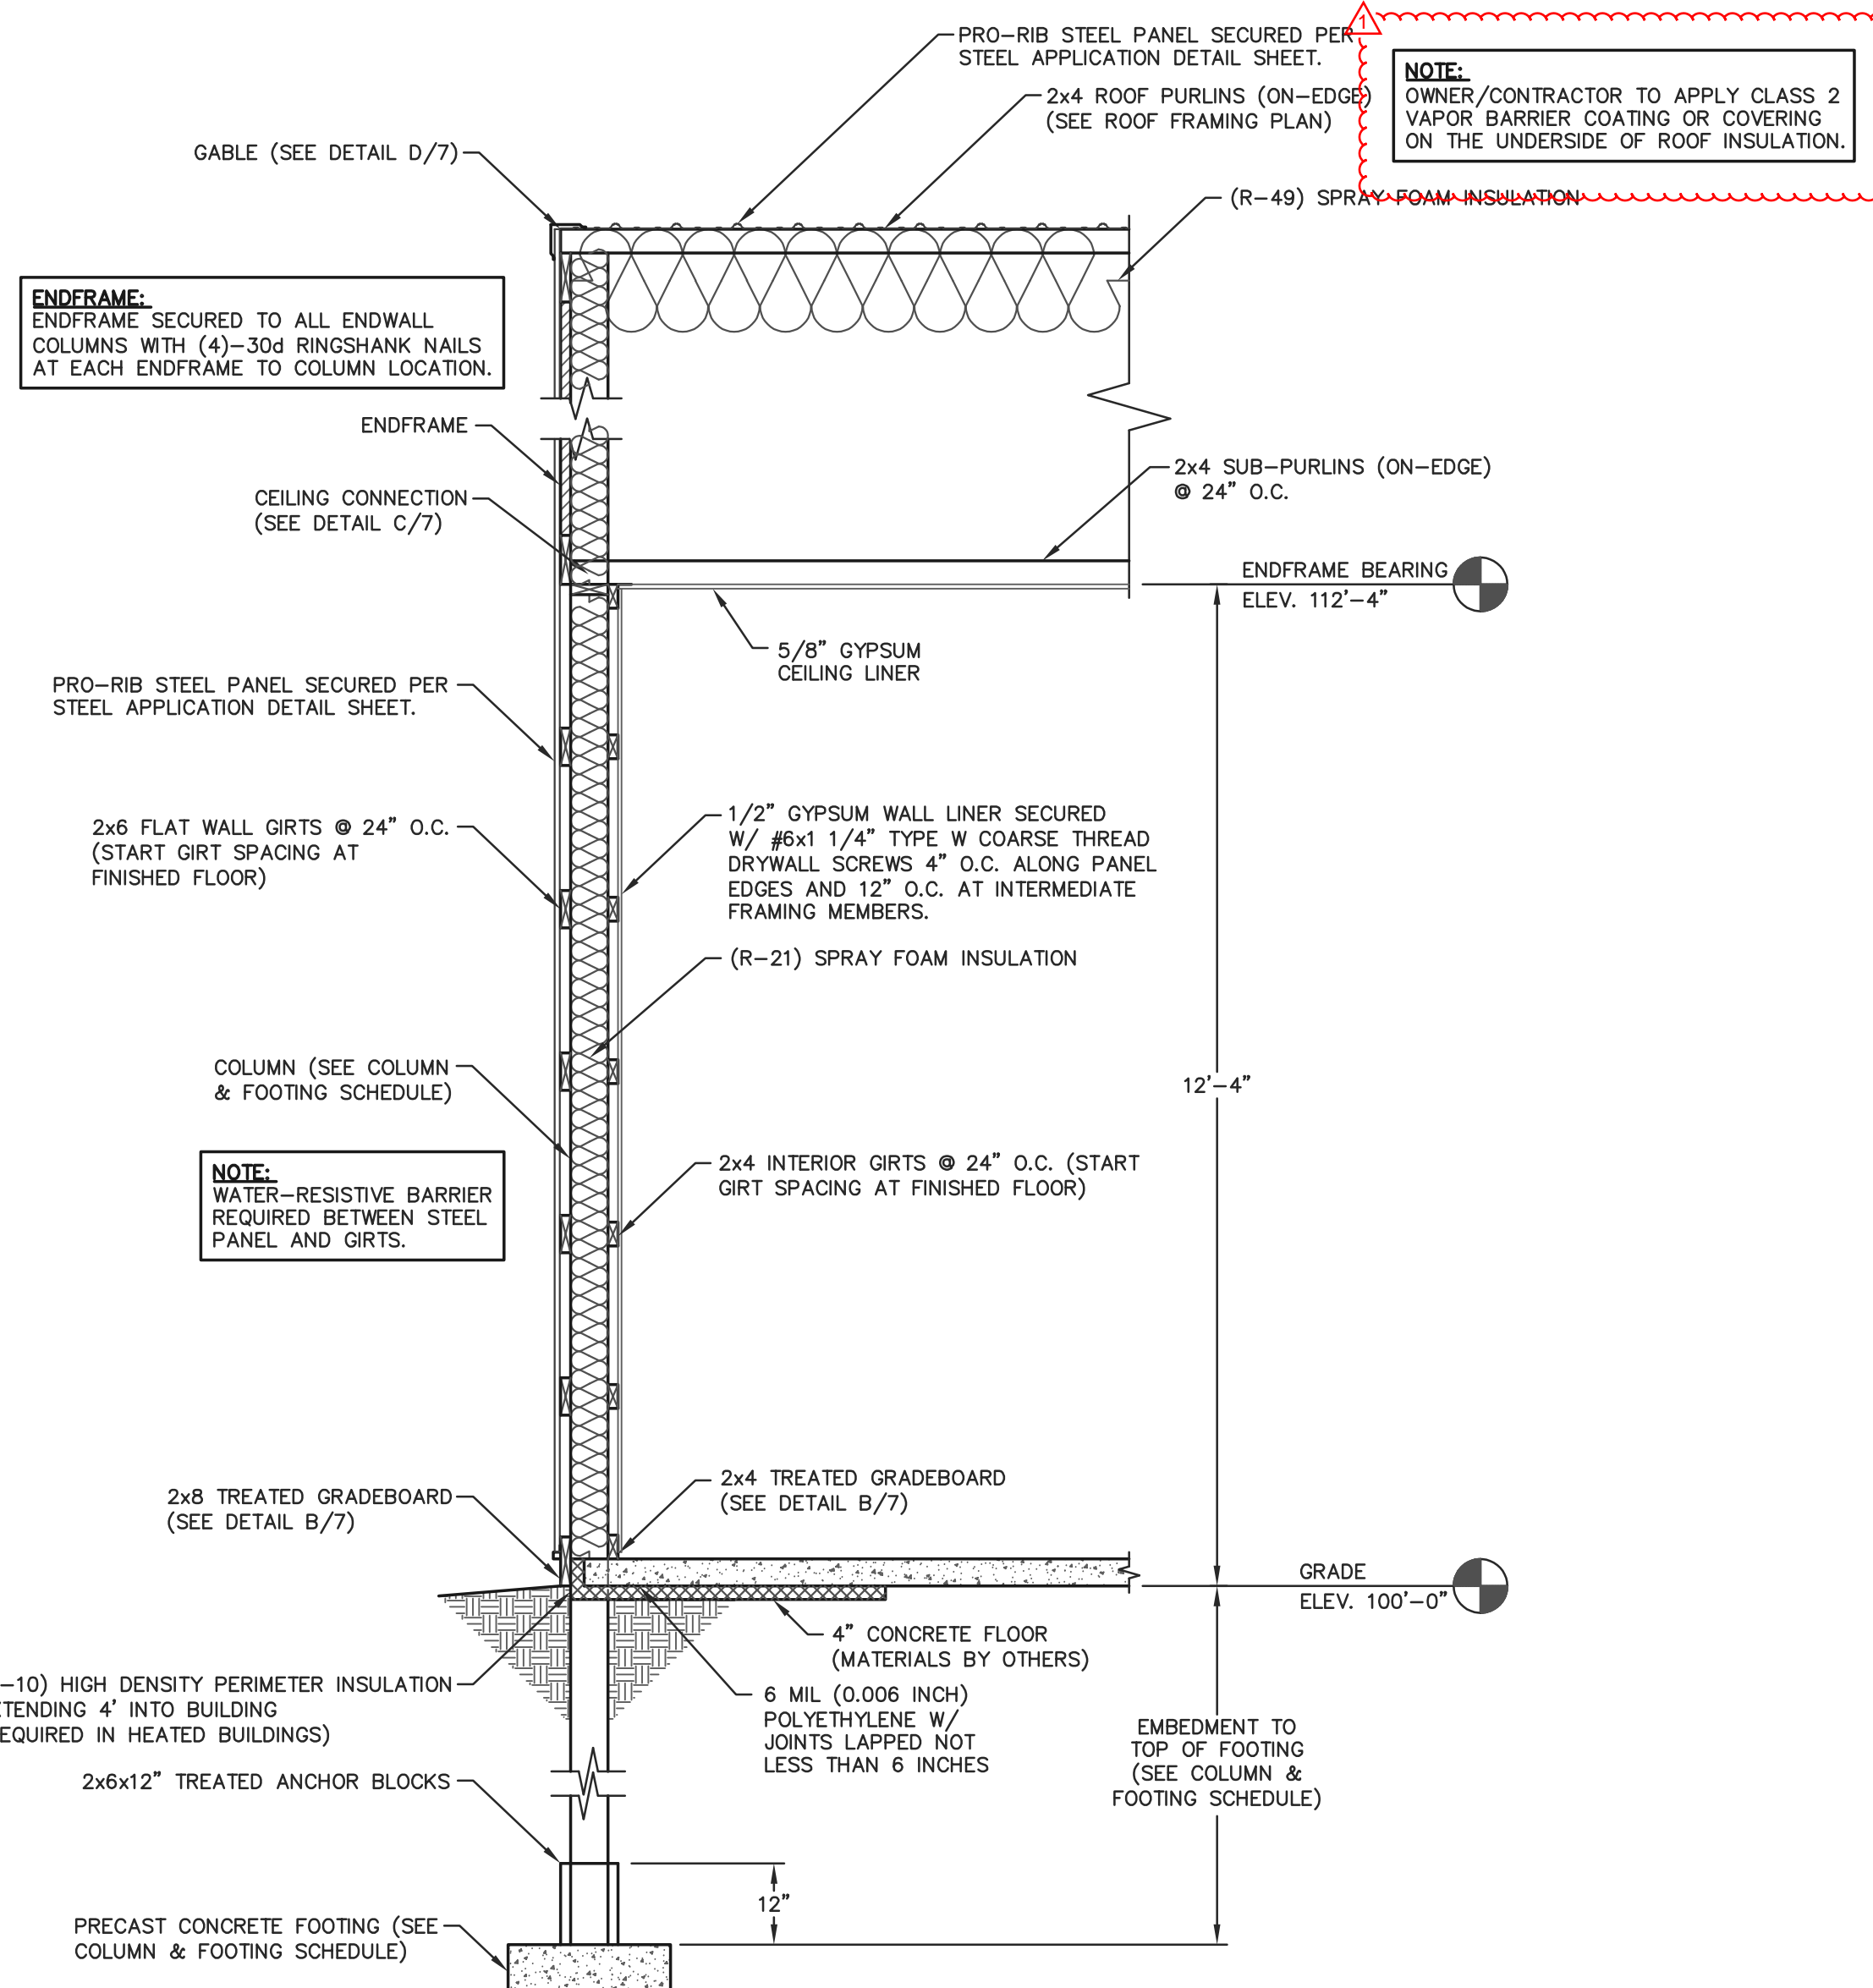 PRO-RIB STEEL PANEL SECURED PER
STEEL APPLICATION DETAIL SHEET.
1
NOTE:
OWNER/CONTRACTOR TO APPLY CLASS 2
VAPOR BARRIER COATING OR COVERING
ON THE UNDERSIDE OF ROOF INSULATION.
2x4 ROOF PURLINS (ON-EDGE)
(SEE ROOF FRAMING PLAN)
GABLE (SEE DETAIL D/7)
(R-49) SPRAY FOAM INSULATION
ENDFRAME:
ENDFRAME SECURED TO ALL ENDWALL
COLUMNS WITH (4)-30d RINGSHANK NAILS
AT EACH ENDFRAME TO COLUMN LOCATION.
ENDFRAME
2x4 SUB-PURLINS (ON-EDGE)
@ 24" O.C.
CEILING CONNECTION
(SEE DETAIL C/7)
ENDFRAME BEARING
ELEV. 112'-4"
5/8" GYPSUM
CEILING LINER
PRO-RIB STEEL PANEL SECURED PER
STEEL APPLICATION DETAIL SHEET.
2x6 FLAT WALL GIRTS @ 24" O.C.
(START GIRT SPACING AT
FINISHED FLOOR)
1/2" GYPSUM WALL LINER SECURED
W/ #6x1 1/4" TYPE W COARSE THREAD
DRYWALL SCREWS 4" O.C. ALONG PANEL
EDGES AND 12" O.C. AT INTERMEDIATE
FRAMING MEMBERS.
(R-21) SPRAY FOAM INSULATION
COLUMN (SEE COLUMN
& FOOTING SCHEDULE)
12'-4"
NOTE:
WATER-RESISTIVE BARRIER
REQUIRED BETWEEN STEEL
PANEL AND GIRTS.
2x4 INTERIOR GIRTS @ 24" O.C. (START
GIRT SPACING AT FINISHED FLOOR)
2x8 TREATED GRADEBOARD
(SEE DETAIL B/7)
2x4 TREATED GRADEBOARD
(SEE DETAIL B/7)
GRADE
ELEV. 100'-0"
4" CONCRETE FLOOR
(MATERIALS BY OTHERS)
-10) HIGH DENSITY PERIMETER INSULATION
TENDING 4' INTO BUILDING
EQUIRED IN HEATED BUILDINGS)
6 MIL (0.006 INCH)
POLYETHYLENE W/
JOINTS LAPPED NOT
LESS THAN 6 INCHES
EMBEDMENT TO
TOP OF FOOTING
(SEE COLUMN &
FOOTING SCHEDULE)
2x6x12" TREATED ANCHOR BLOCKS
12"
PRECAST CONCRETE FOOTING (SEE
COLUMN & FOOTING SCHEDULE)